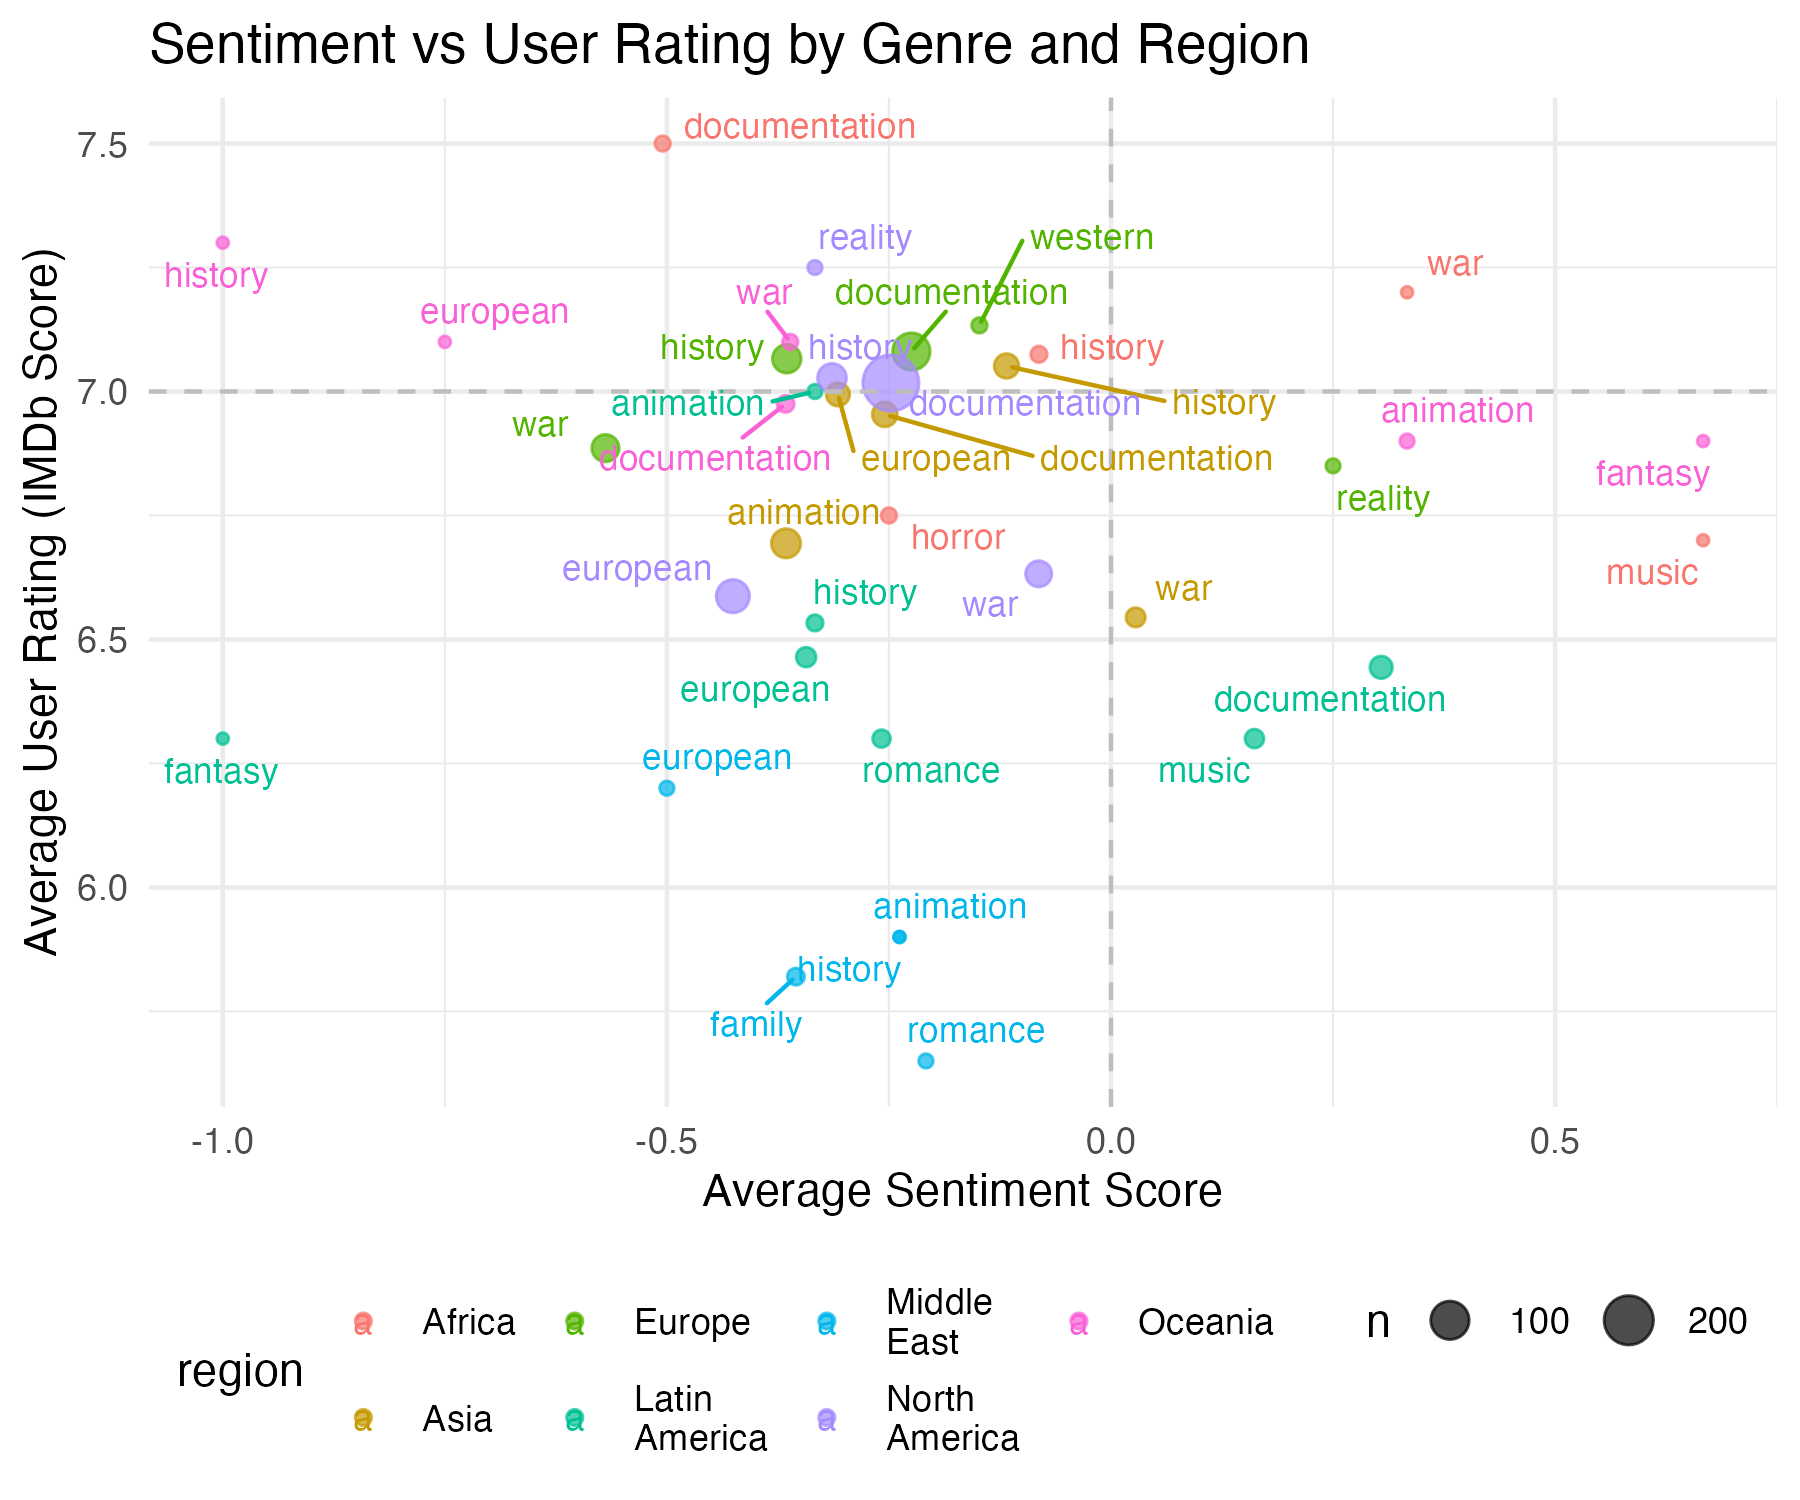 Sentiment vs User Rating by Genre and Region
Average User Rating (IMDb Score)
7.5
7.0
6.5
6.0
documentation
reality
western
war
history
war
documentation
european
history
history
history
animation
documentation
history
animation
war
documentation
european
documentation
fantasy
reality
animation
horror
european
music
history
war
war
european
documentation
european
fantasy
romance
music
animation
history
family
romance
-1.0
-0.5
0.0
0.5
Average Sentiment Score
region
a Africa
a Europe
a Middle
East
a Oceania
a Asia
a Latin
America
a North
America
n
100
200